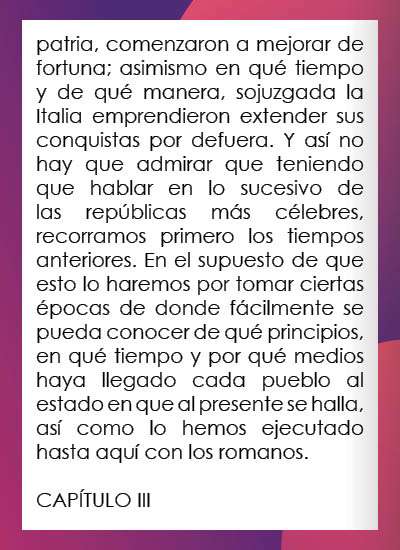 patria, comenzaron a mejorar de
fortuna; asimismo en qué tiempo
y de qué manera, sojuzgada la
Italia emprendieron extender sus
conquistas por defuera. Y así no
hay que admirar que teniendo
que hablar en lo sucesivo de
las repúblicas más célebres,
recorramos primero los tiempos
anteriores. En el supuesto de que
esto lo haremos por tomar ciertas
épocas de donde fácilmente se
pueda conocer de qué principios,
en qué tiempo y por qué medios
haya llegado cada pueblo al
estado en que al presente se halla,
así como lo hemos ejecutado
hasta aquí con los romanos.
CAPÍTULO III